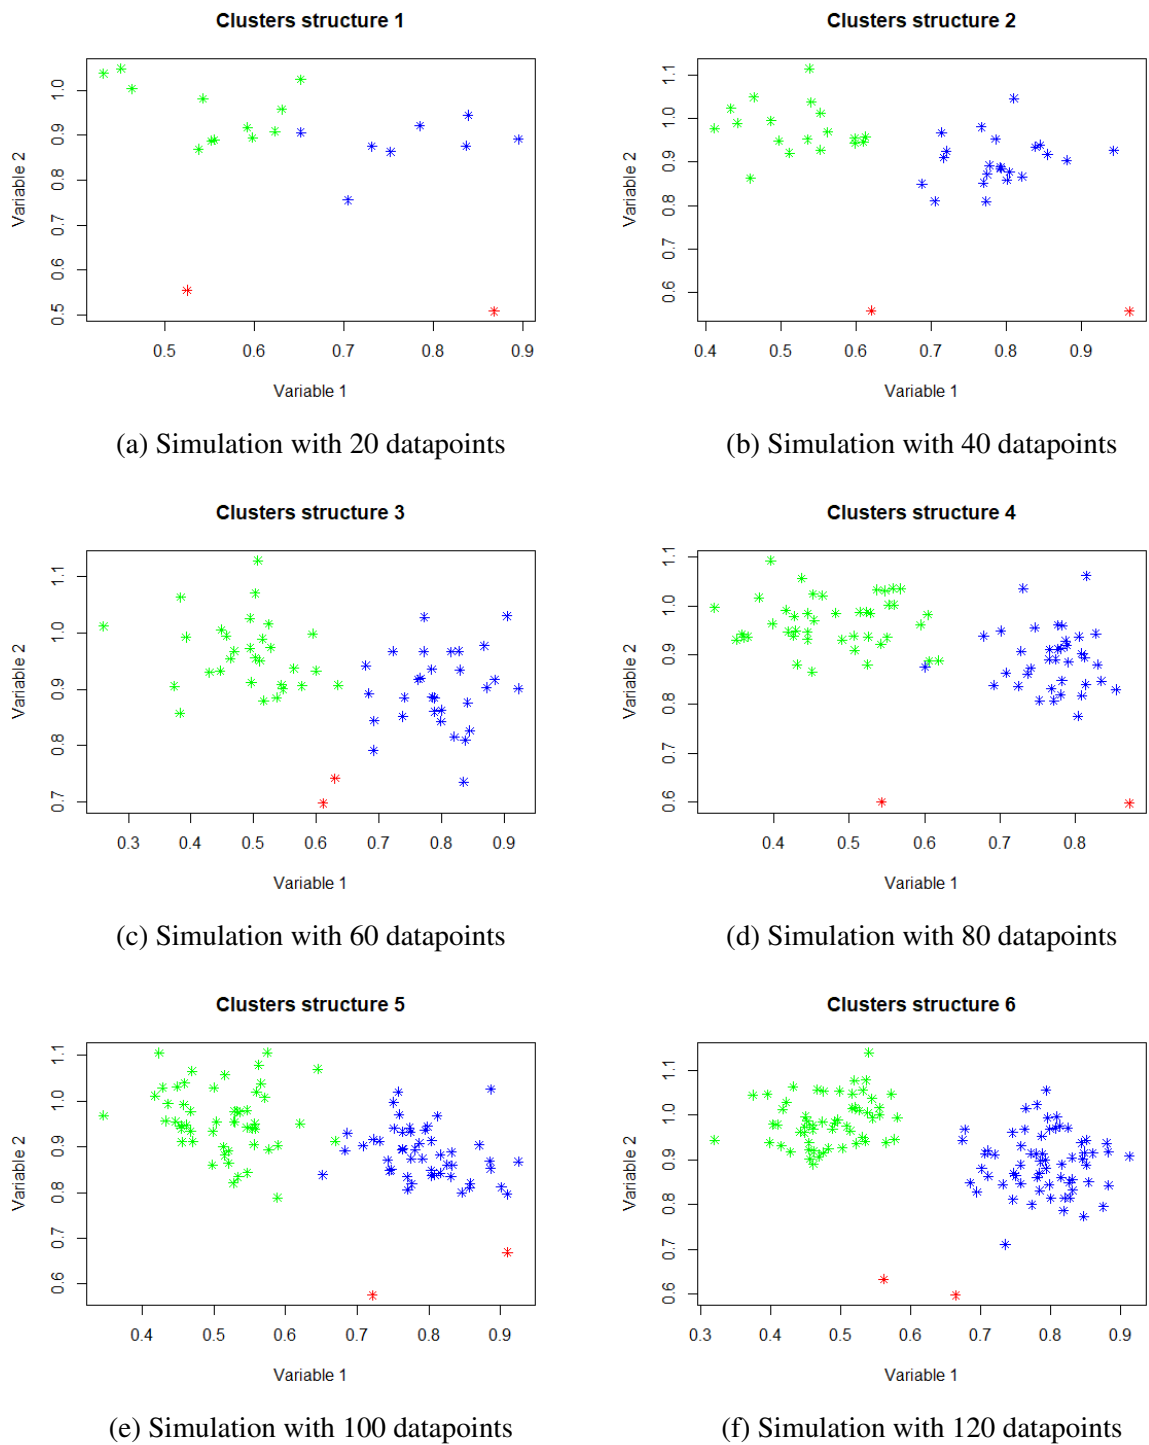 Clusters structure 1
Variable 2
1.0
0.9
0.8
0.7
0.6
0.5
0.5 0.6 0.7 0.8 0.9
Variable 1
(a) Simulation with 20 datapoints
Clusters structure 2
Variable 2
1.1
1.0
0.9
0.8
0.7
0.6
0.4 0.5 0.6 0.7 0.8 0.9
Variable 1
(b) Simulation with 40 datapoints
Clusters structure 3
Variable 2
1.1
1.0
0.9
0.8
0.7
0.3 0.4 0.5 0.6 0.7 0.8 0.9
Variable 1
(c) Simulation with 60 datapoints
Clusters structure 4
Variable 2
1.1
1.0
0.9
0.8
0.7
0.6
0.4 0.5 0.6 0.7 0.8
Variable 1
(d) Simulation with 80 datapoints
Clusters structure 5
Variable 2
1.1
1.0
0.9
0.8
0.7
0.6
0.4 0.5 0.6 0.7 0.8 0.9
Variable 1
(e) Simulation with 100 datapoints
Clusters structure 6
Variable 2
1.1
1.0
0.9
0.8
0.7
0.6
0.3 0.4 0.5 0.6 0.7 0.8 0.9
Variable 1
(f) Simulation with 120 datapoints